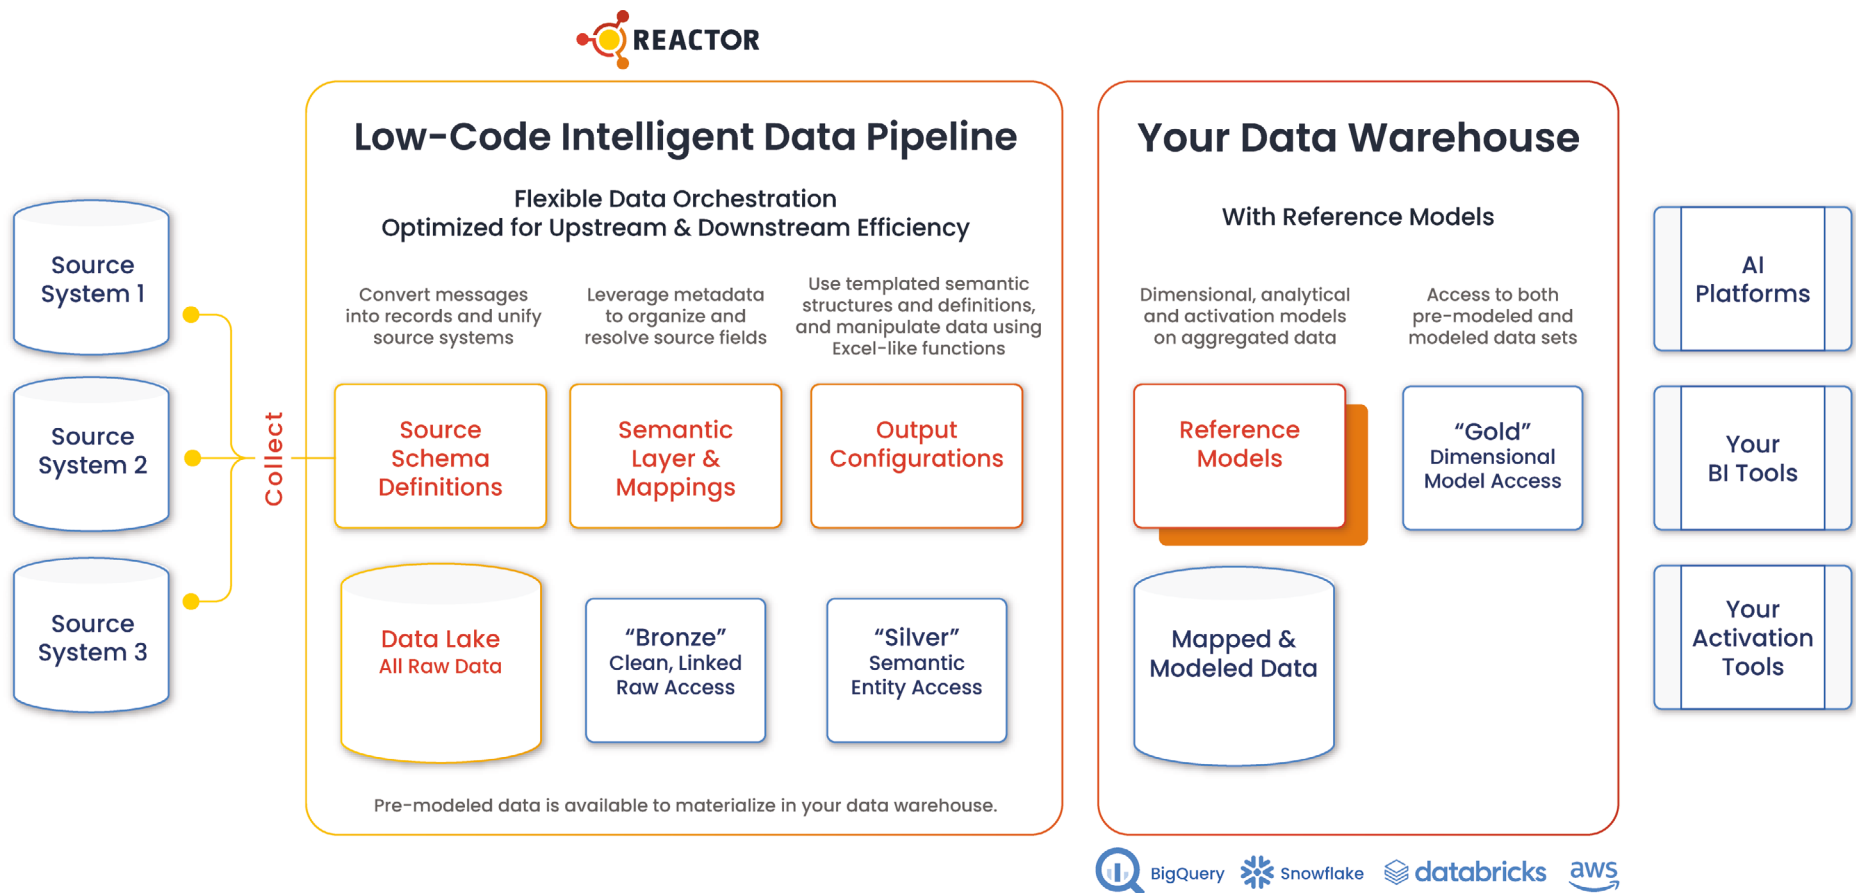 REACTOR
Low-Code Intelligent Data Pipeline
Flexible Data Orchestration
Optimized for Upstream & Downstream Efficiency
Convert messages
into records and unify
source systems
Leverage metadata
to organize and
resolve source fields
Use templated semantic
structures and definitions,
and manipulate data using
Excel-like functions
Source
System 1
Source
System 2
Source
System 3
Collect
Source
Schema
Definitions
Semantic
Layer &
Mappings
Output
Configurations
Data Lake
All Raw Data
“Bronze”
Clean, Linked
Raw Access
“Silver”
Semantic
Entity Access
Pre-modeled data is available to materialize in your data warehouse.
Your Data Warehouse
With Reference Models
Dimensional, analytical
and activation models
on aggregated data
Access to both
pre-modeled and
modeled data sets
Reference
Models
“Gold”
Dimensional
Model Access
Mapped &
Modeled Data
AI
Platforms
Your
BI Tools
Your
Activation
Tools
BigQuery
Snowflake
databricks
aws